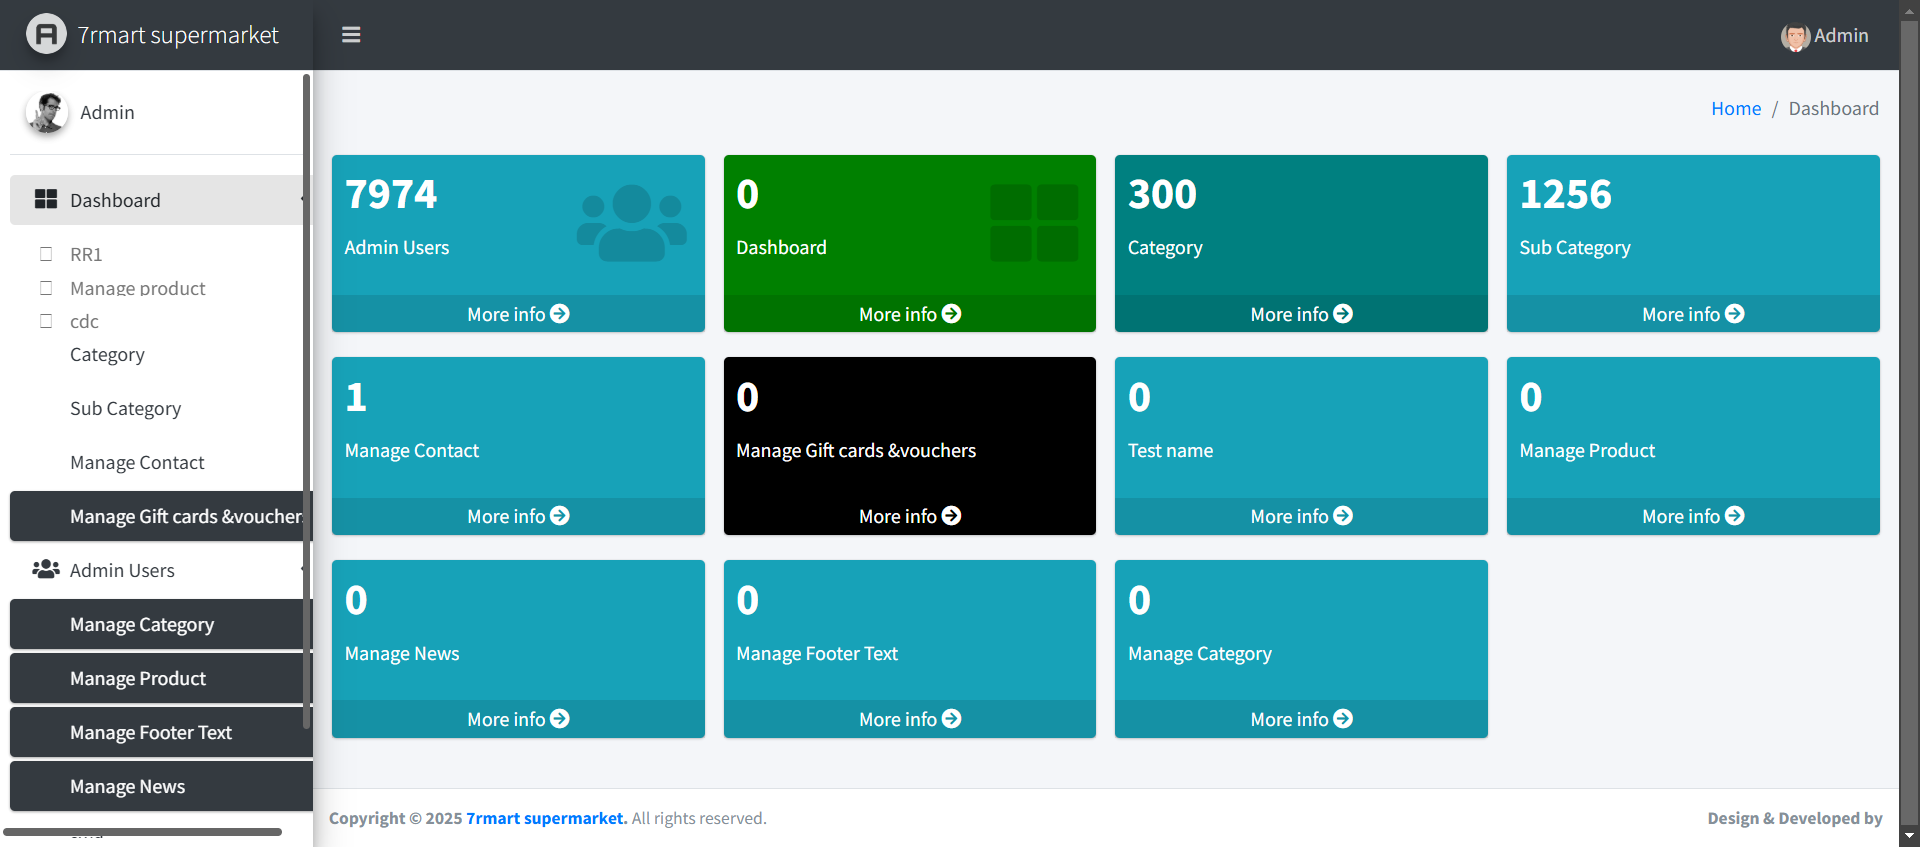 7rmart supermarket
Admin
Admin
Home / Dashboard
Dashboard
RR1
Manage product
cdc
Category
Sub Category
Manage Contact
Manage Gift cards &voucher
Admin Users
Manage Category
Manage Product
Manage Footer Text
Manage News
7974
Admin Users
More info
0
Dashboard
More info
300
Category
More info
1256
Sub Category
More info
1
Manage Contact
More info
0
Manage Gift cards &vouchers
More info
0
Test name
More info
0
Manage Product
More info
0
Manage News
More info
0
Manage Footer Text
More info
0
Manage Category
More info
Copyright © 2025 7rmart supermarket. All rights reserved.
Design & Developed by